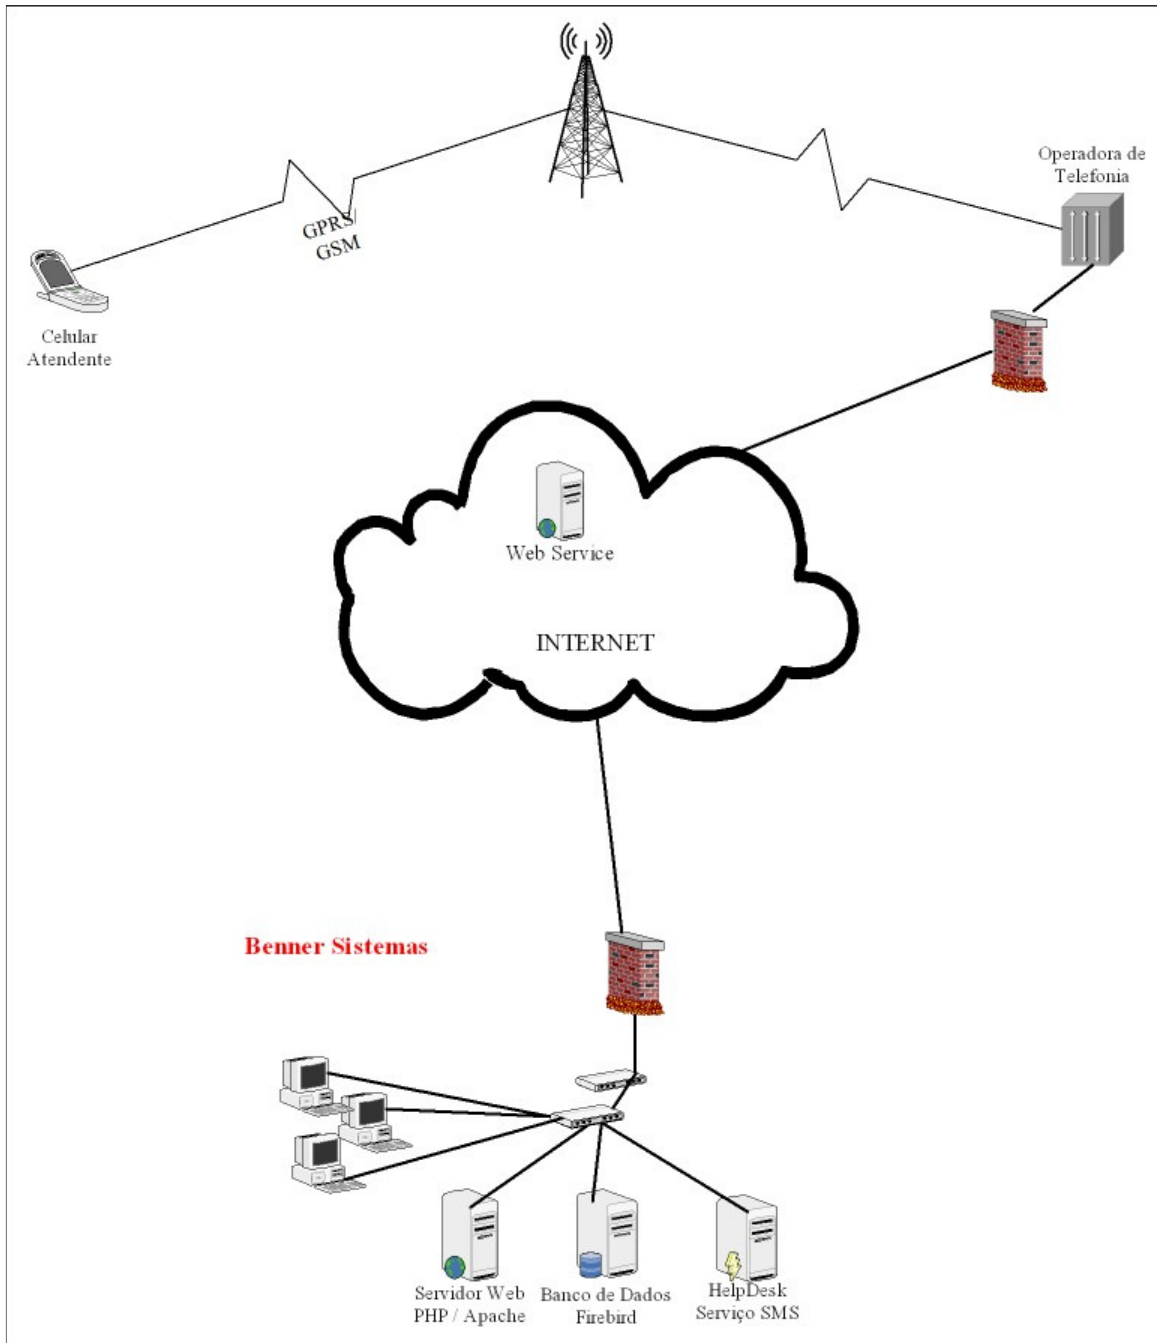 Operadora de
Telefonia
GPRS/
GSM
Celular
Atendente
Web Service
INTERNET
Benner Sistemas
Servidor Web
PHP / Apache
Banco de Dados
Firebird
HelpDesk
Serviço SMS